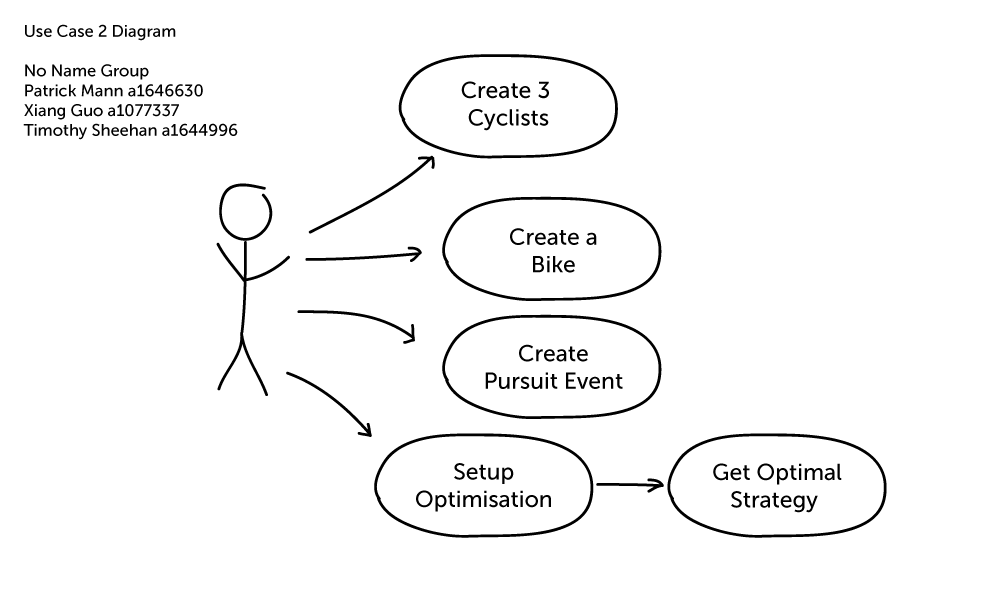 Use Case 2 Diagram
No Name Group
Patrick Mann a1646630
Xiang Guo a1077337
Timothy Sheehan a1644996
Create 3
Cyclists
Create a
Bike
Create
Pursuit Event
Setup
Optimisation
Get Optimal
Strategy